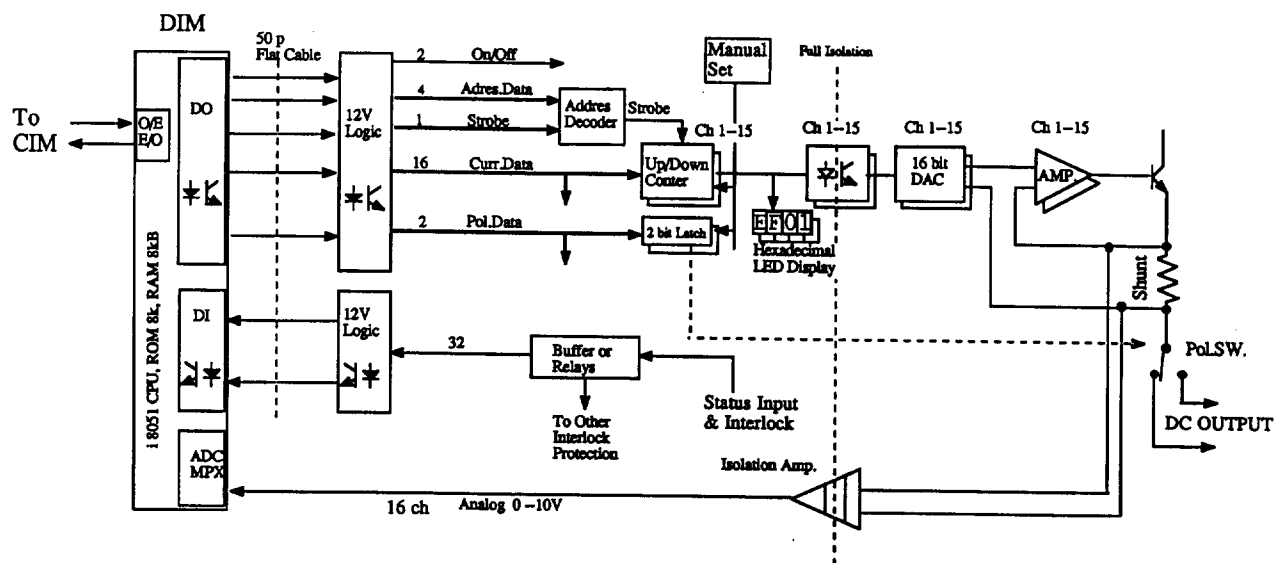 DIM
50 p
Flat Cable
To
CIM
O/E
E/O
DO
DI
ADC
MPX
i 8051 CPU, ROM 8k, RAM 8kB
12V
Logic
12V
Logic
2 On/Off
4 Adres.Data
1 Strobe
16 Curr.Data
2 Pol.Data
Addres
Decoder
Strobe
Manual
Set
Full Isolation
Ch 1-15
Up/Down
Conter
2 bit Latch
EF01
Hexadecimal
LED Display
Ch 1-15
Ch 1-15
16 bit
DAC
Ch 1-15
AMP.
Shunt
Pol.SW.
DC OUTPUT
32
Buffer or
Relays
To Other
Interlock
Protection
Status Input
& Interlock
Isolation Amp.
16 ch Analog 0-10V